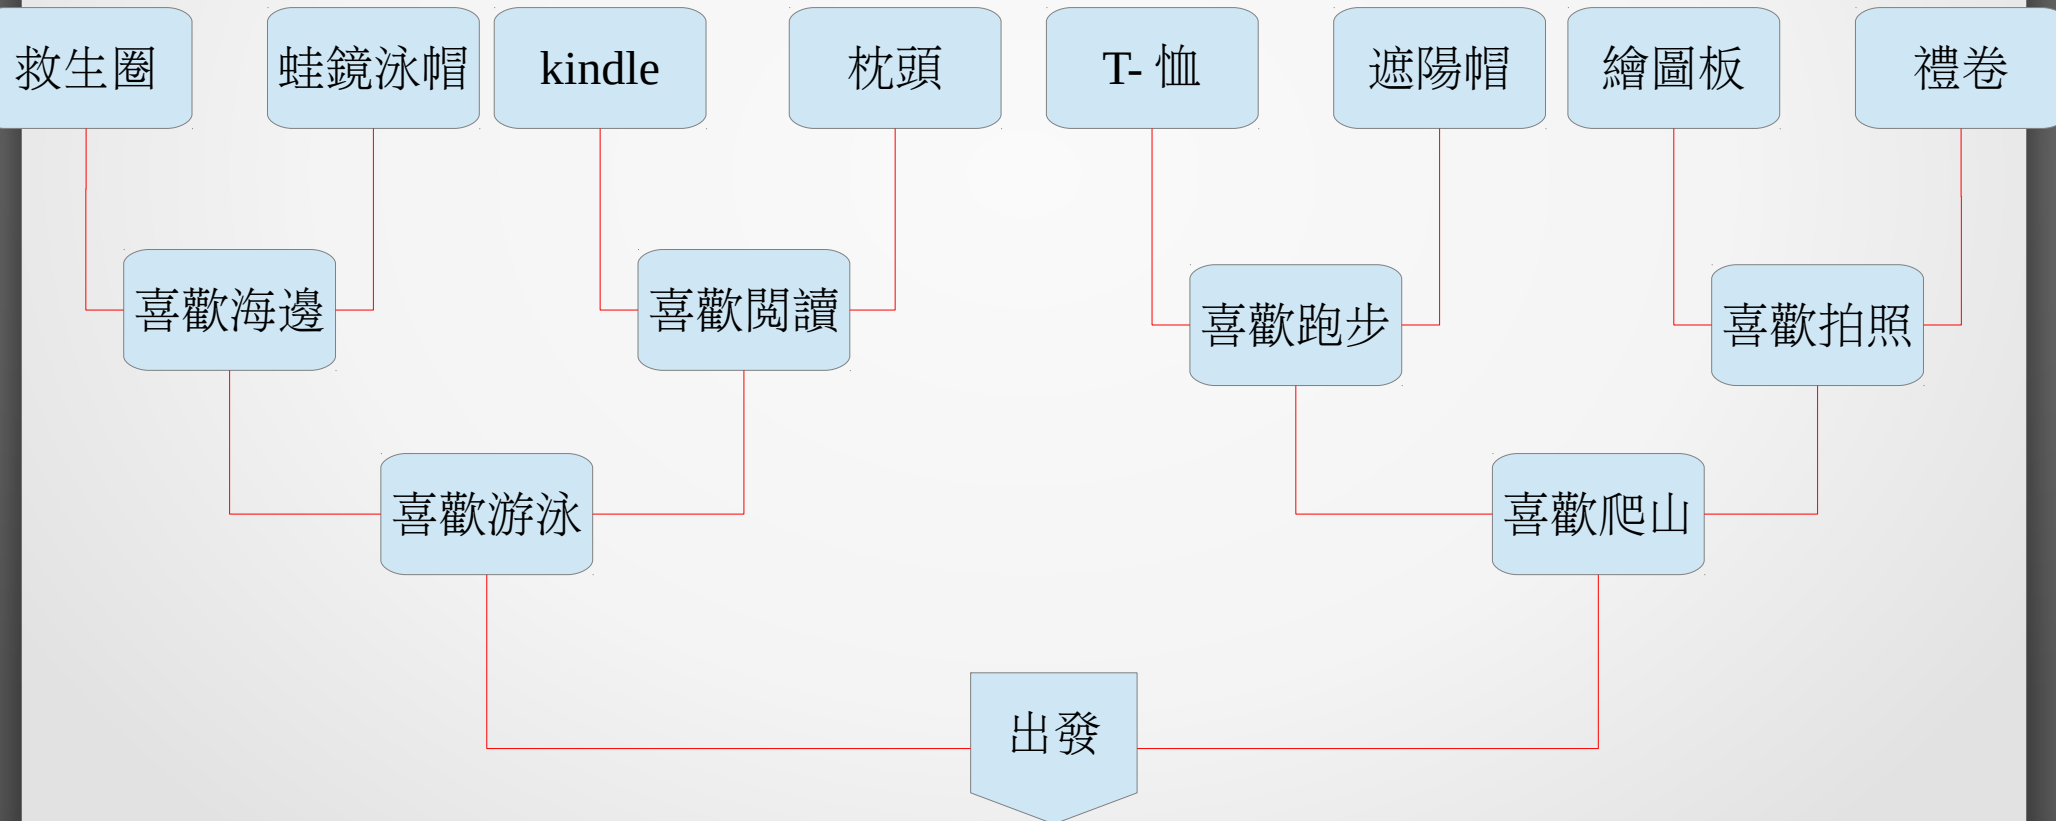 救生圈
蛙鏡泳帽
kindle
枕頭
T- 恤
遮陽帽
繪圖板
禮卷
喜歡海邊
喜歡閱讀
喜歡跑步
喜歡拍照
喜歡游泳
喜歡爬山
出發